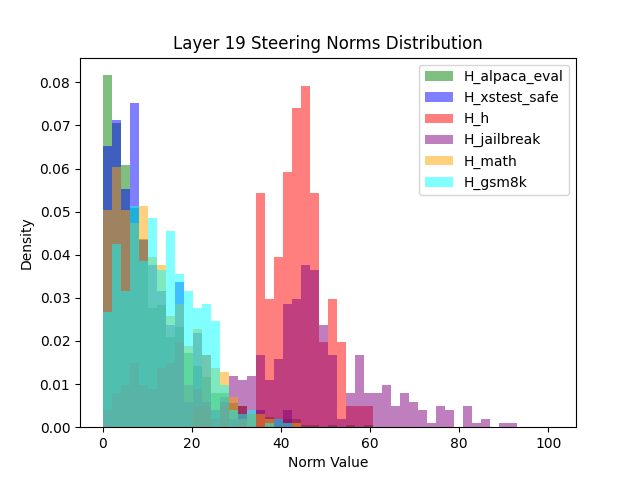 Layer 19 Steering Norms Distribution
H_alpaca_eval
H_xstest_safe
H_h
H_jailbreak
H_math
H_gsm8k
Density
0.08
0.07
0.06
0.05
0.04
0.03
0.02
0.01
0.00
0 20 40 60 80 100
Norm Value